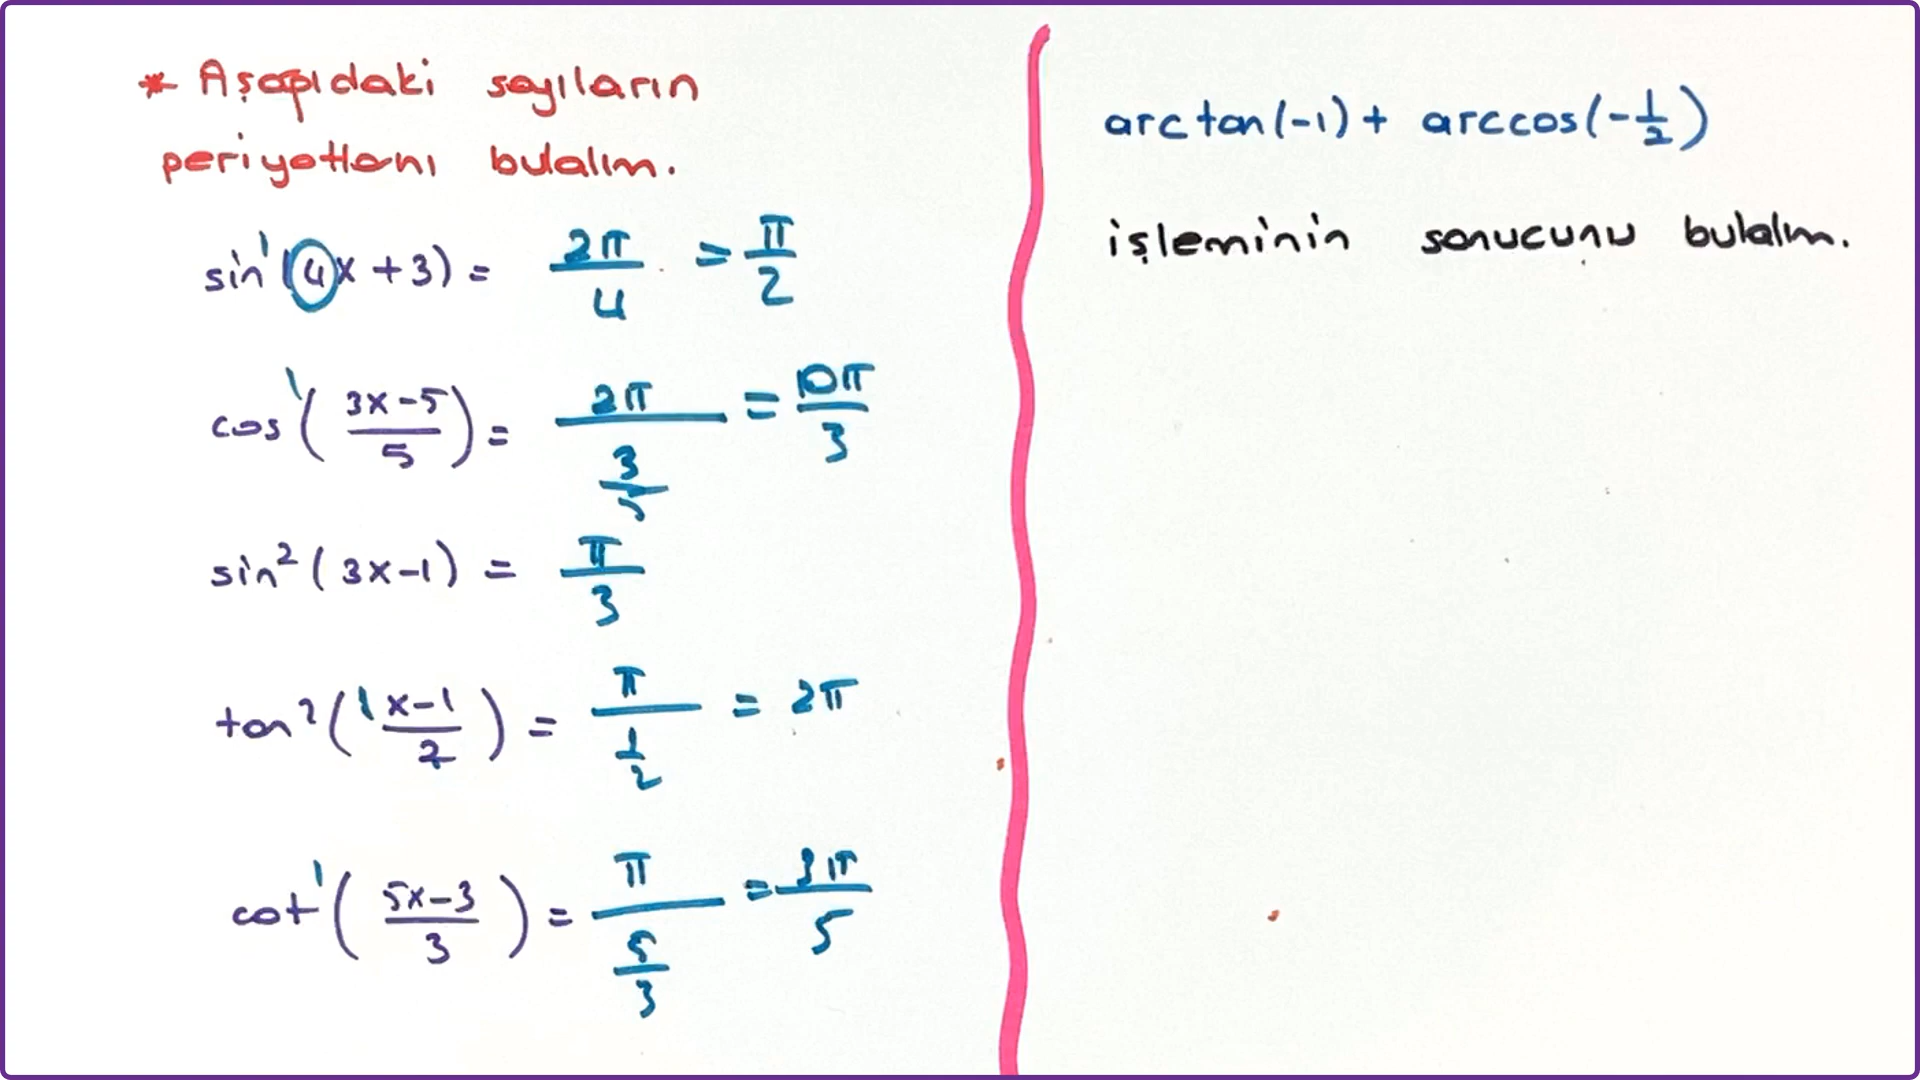 * Aşağıdaki sayıların
periyotlarını bulalım.
sin¹(4x + 3) = 2π/4 = π/2
cos¹((3x-5)/5) = 2π/(3/5) = 10π/3
sin²(3x-1) = π/3
tan²((1x-1)/2) = π/(1/2) = 2π
cot¹((5x-3)/3) = π/(5/3) = 3π/5
arctan(-1) + arccos(-1/2)
işleminin sonucunu bulalım.